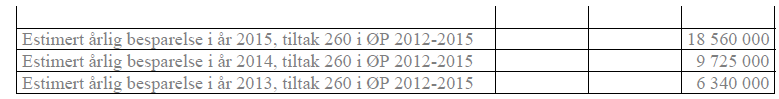 Estimert årlig besparelse i år 2015, tiltak 260 i ØP 2012-2015 18 560 000
Estimert årlig besparelse i år 2014, tiltak 260 i ØP 2012-2015 9 725 000
Estimert årlig besparelse i år 2013, tiltak 260 i ØP 2012-2015 6 340 000